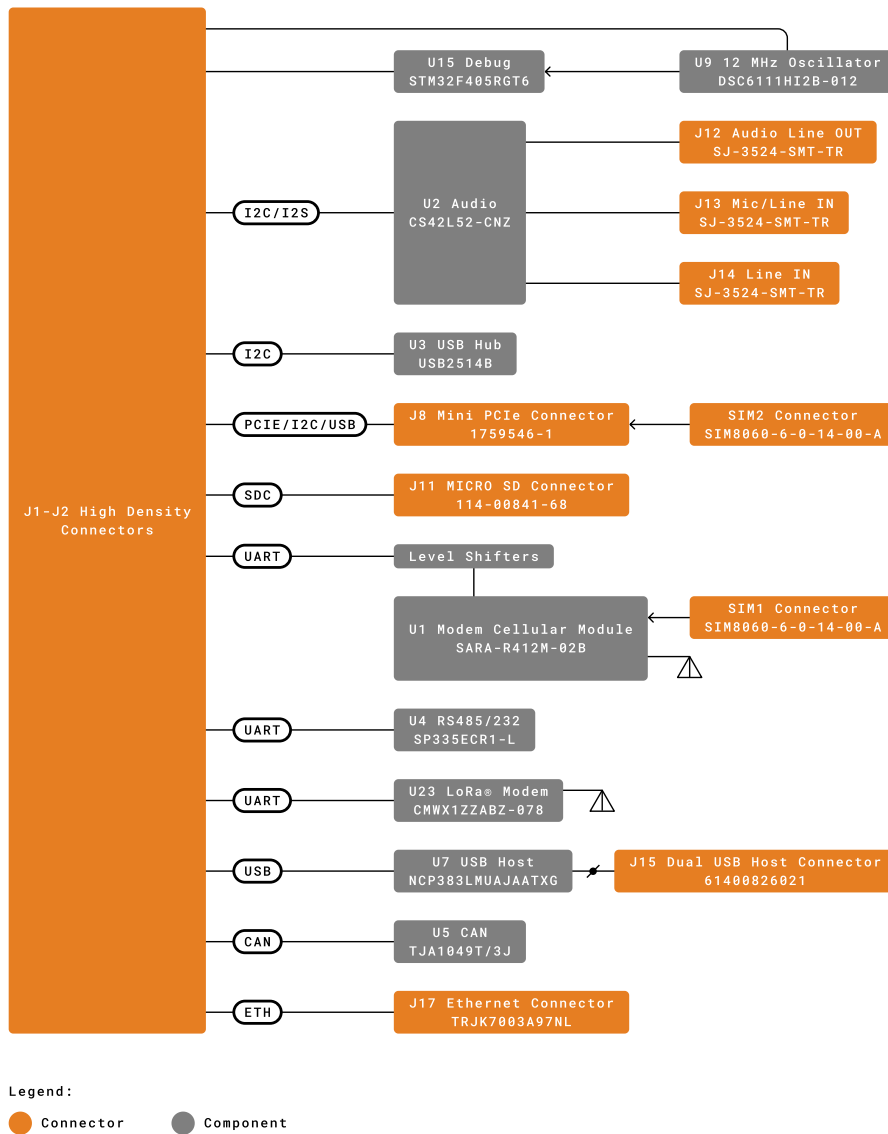 J1-J2 High Density
Connectors
U15 Debug
STM32F405RGT6
U9 12 MHz Oscillator
DSC6111HI2B-012
I2C/I2S
U2 Audio
CS42L52-CNZ
J12 Audio Line OUT
SJ-3524-SMT-TR
J13 Mic/Line IN
SJ-3524-SMT-TR
J14 Line IN
SJ-3524-SMT-TR
I2C
U3 USB Hub
USB2514B
PCIE/I2C/USB
J8 Mini PCIe Connector
1759546-1
SIM2 Connector
SIM8060-6-0-14-00-A
SDC
J11 MICRO SD Connector
114-00841-68
UART
Level Shifters
U1 Modem Cellular Module
SARA-R412M-02B
SIM1 Connector
SIM8060-6-0-14-00-A
UART
U4 RS485/232
SP335ECR1-L
UART
U23 LoRa® Modem
CMWX1ZZABZ-078
USB
U7 USB Host
NCP383LMUAJAATXG
J15 Dual USB Host Connector
61400826021
CAN
U5 CAN
TJA1049T/3J
ETH
J17 Ethernet Connector
TRJK7003A97NL
Legend:
Connector
Component